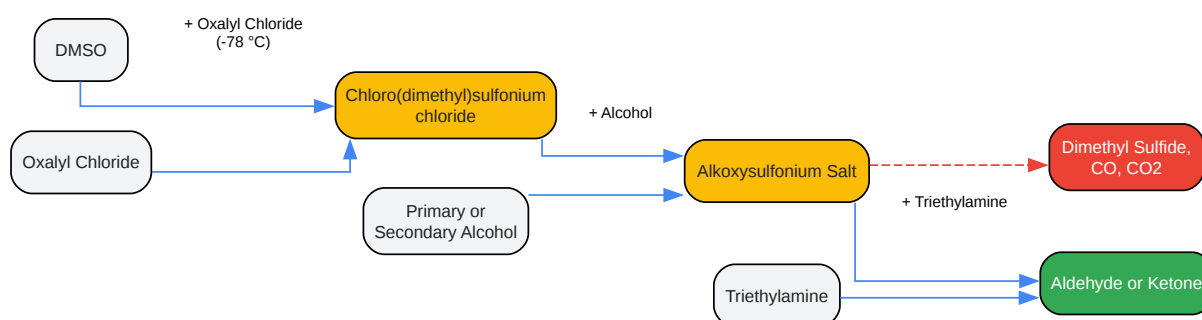 + Oxalyl Chloride
(-78 °C)
DMSO
Chloro(dimethyl)sulfonium
chloride
+ Alcohol
Oxalyl Chloride
Dimethyl Sulfide,
CO, CO2
Alkoxysulfonium Salt
+ Triethylamine
Primary or
Secondary Alcohol
Aldehyde or Ketone
Triethylamine